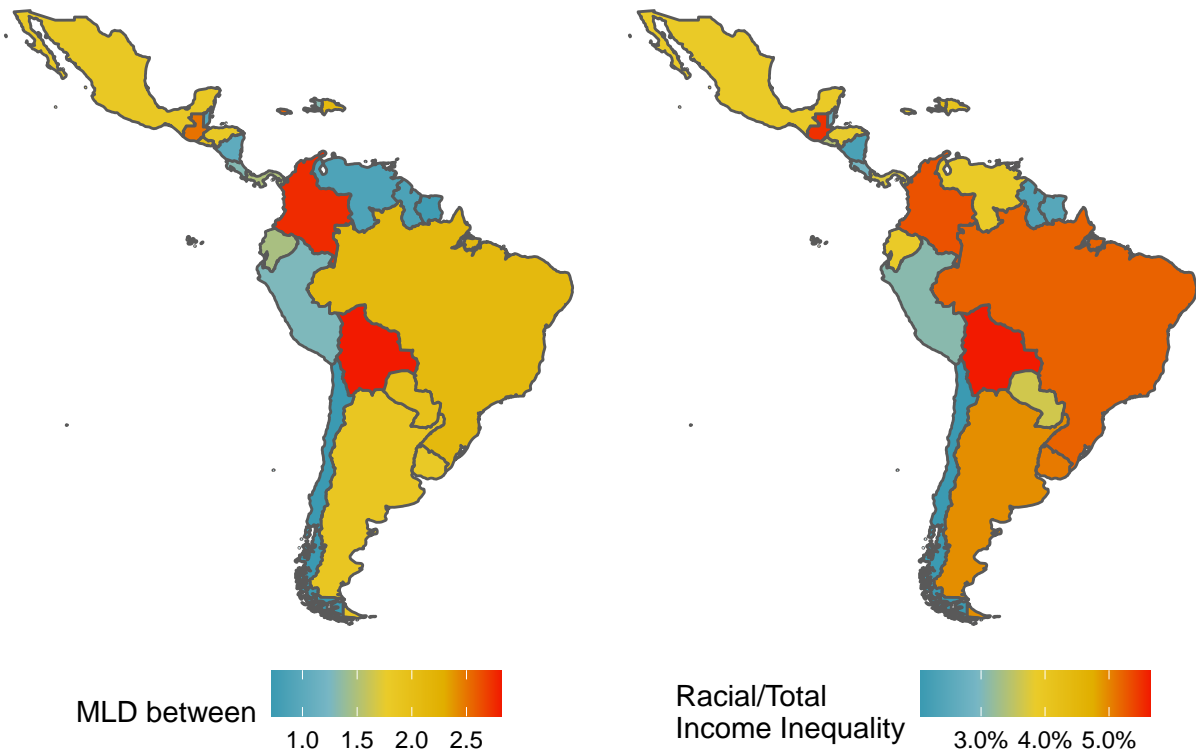 MLD between
1.0 1.5 2.0 2.5
Racial/Total
Income Inequality
3.0% 4.0% 5.0%